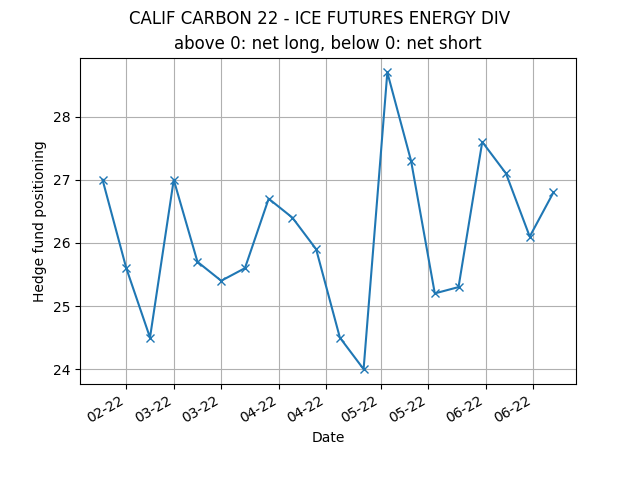 CALIF CARBON 22 - ICE FUTURES ENERGY DIV
above 0: net long, below 0: net short
Hedge fund positioning
28
27
26
25
24
02-22 03-22 03-22 04-22 04-22 05-22 05-22 06-22 06-22
Date